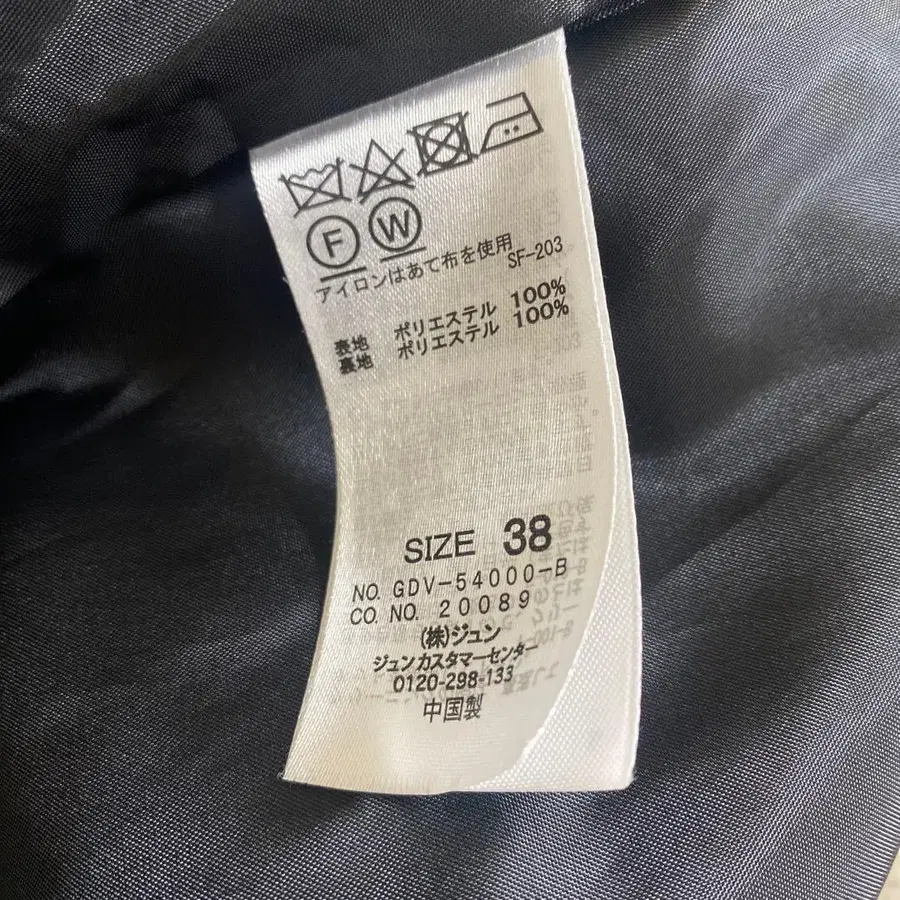 F W
アイロンはあて布を使用
SF-203
表地 ポリエステル 100%
裏地 ポリエステル 100%
SIZE 38
NO. GDV-54000-B
CO. NO. 20089
(株)ジュン
ジュンカスタマーセンター
0120-298-133
中国製